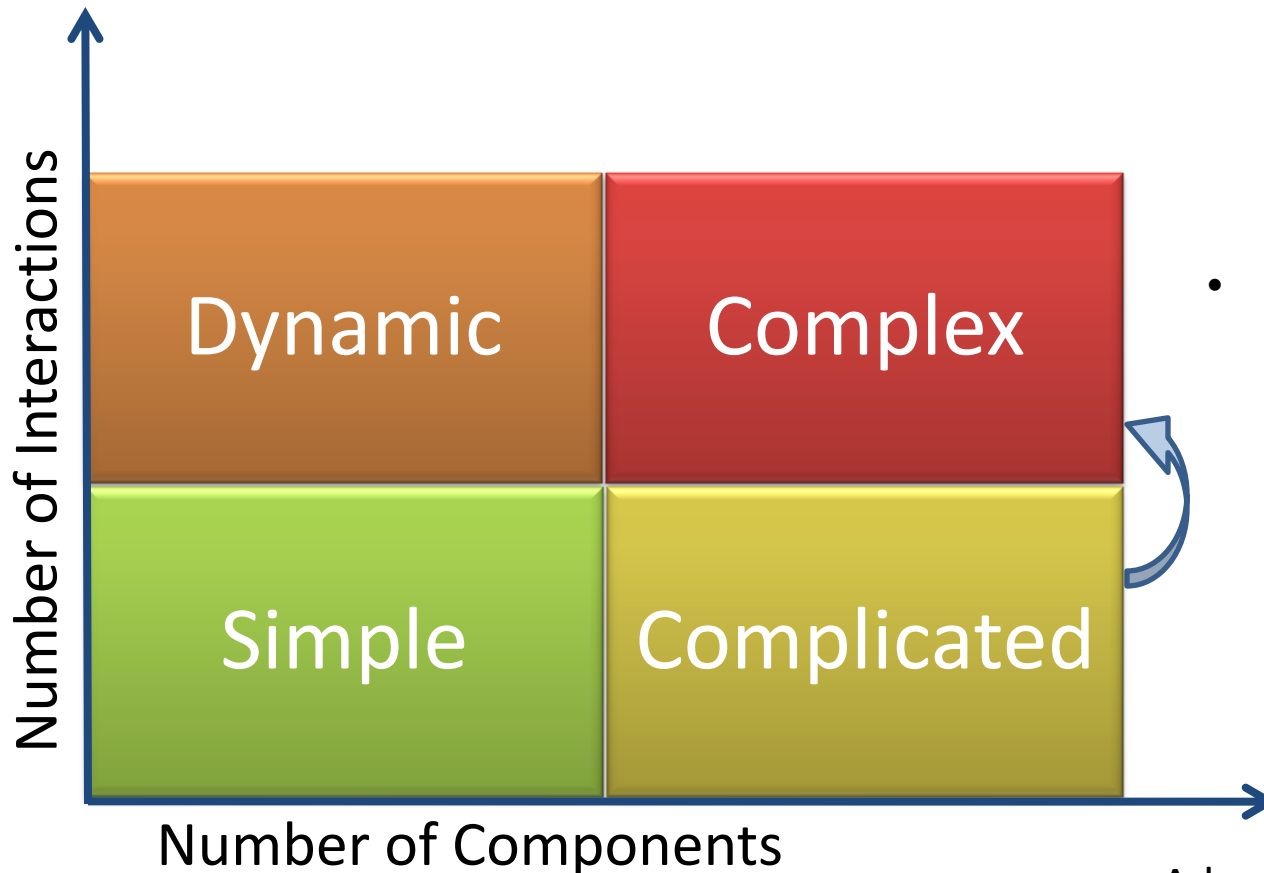 Number of Interactions
Dynamic
Complex
•
Simple
Complicated
Number of Components